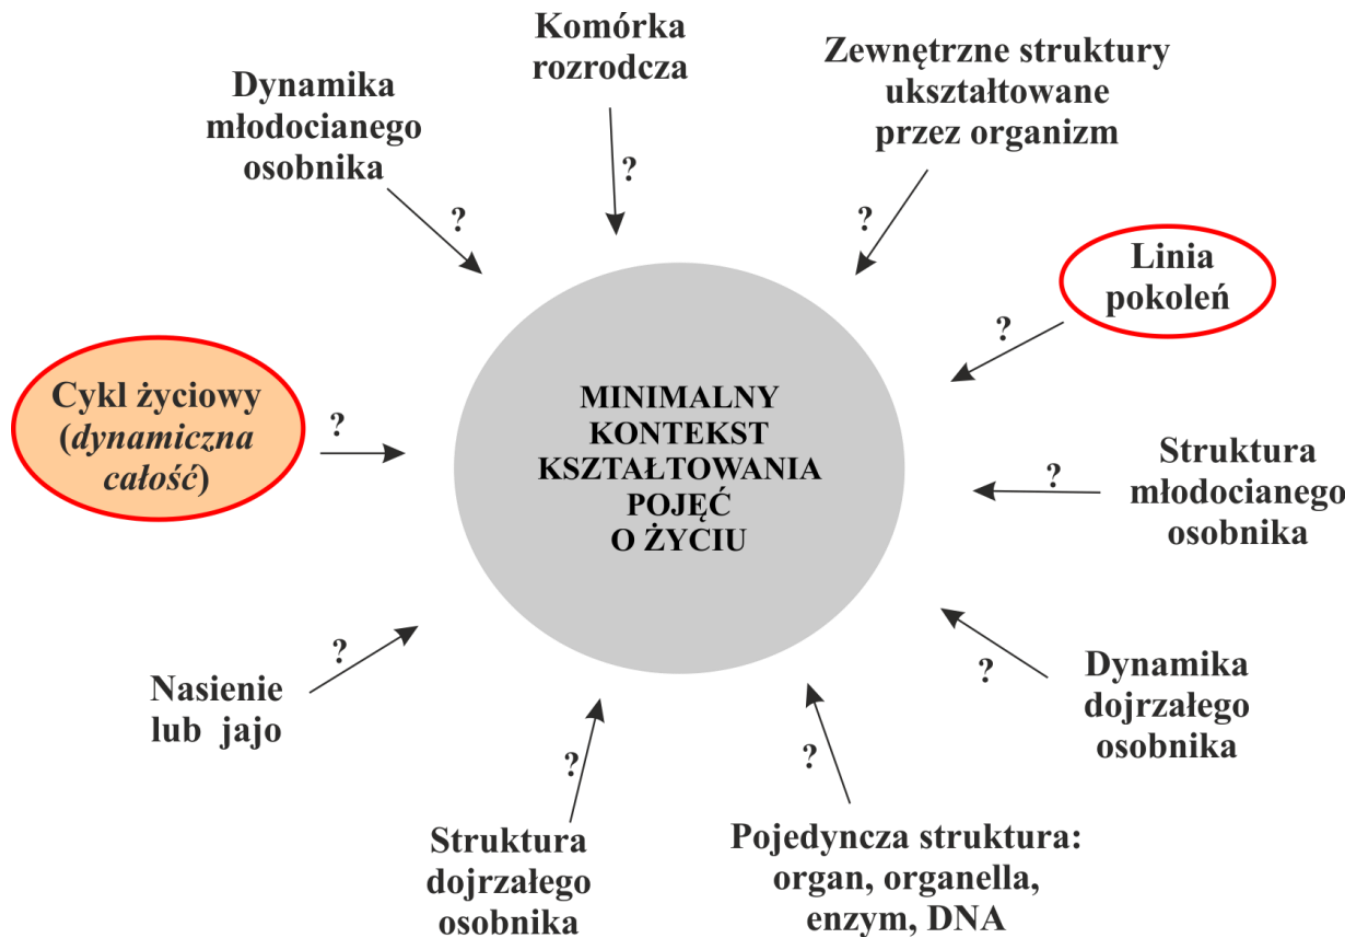 Komórka
rozrodcza
?
Zewnętrzne struktury
ukształtowane
przez organizm
?
Dynamika
młodocianego
osobnika
?
Linia
pokoleń
?
Cykl życiowy
(dynamiczna
całość)
?
MINIMALNY
KONTEKST
KSZTAŁTOWANIA
POJĘĆ
O ŻYCIU
Struktura
młodocianego
osobnika
?
Nasienie
lub jajo
?
Dynamika
dojrzałego
osobnika
?
Struktura
dojrzałego
osobnika
?
Pojedyncza struktura:
organ, organella,
enzym, DNA
?